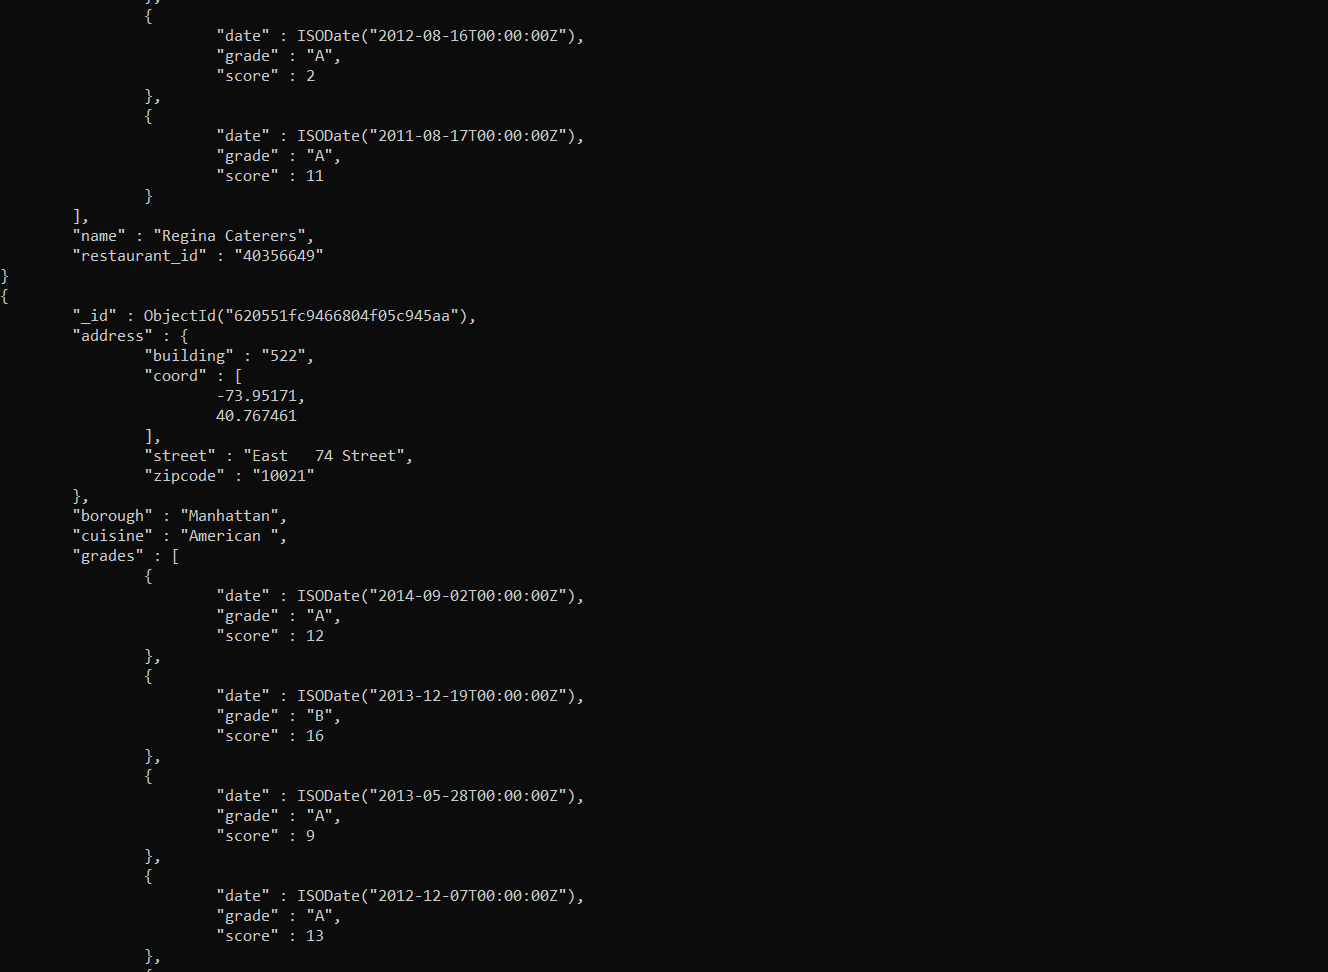 },
{
"date" : ISODate("2012-08-16T00:00:00Z"),
"grade" : "A",
"score" : 2
},
{
"date" : ISODate("2011-08-17T00:00:00Z"),
"grade" : "A",
"score" : 11
}
],
"name" : "Regina Caterers",
"restaurant_id" : "40356649"
}
{
"_id" : ObjectId("620551fc9466804f05c945aa"),
"address" : {
"building" : "522",
"coord" : [
-73.95171,
40.767461
],
"street" : "East   74 Street",
"zipcode" : "10021"
},
"borough" : "Manhattan",
"cuisine" : "American ",
"grades" : [
{
"date" : ISODate("2014-09-02T00:00:00Z"),
"grade" : "A",
"score" : 12
},
{
"date" : ISODate("2013-12-19T00:00:00Z"),
"grade" : "B",
"score" : 16
},
{
"date" : ISODate("2013-05-28T00:00:00Z"),
"grade" : "A",
"score" : 9
},
{
"date" : ISODate("2012-12-07T00:00:00Z"),
"grade" : "A",
"score" : 13
},
{